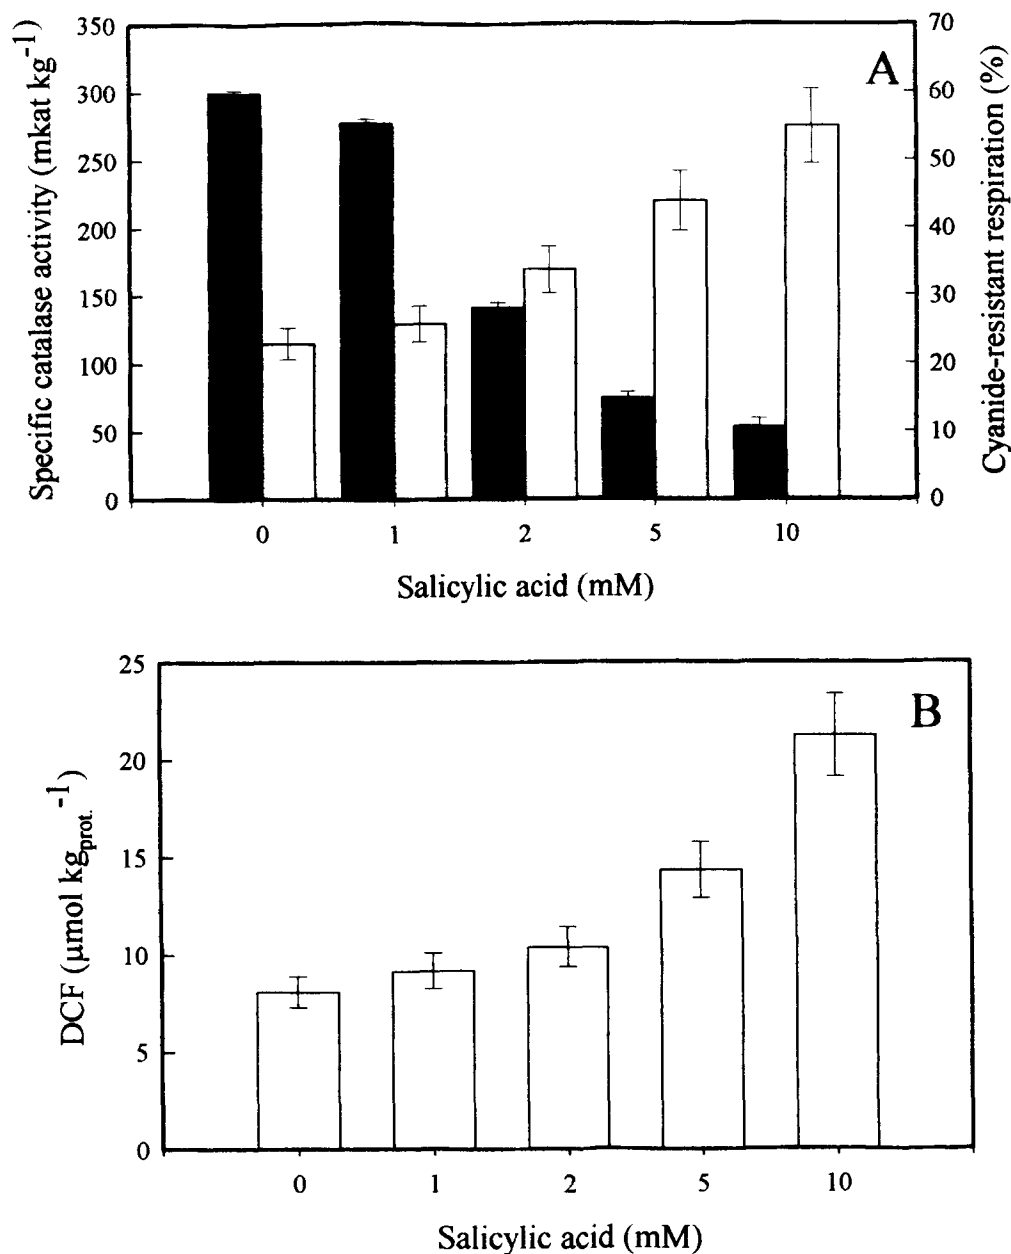 A
Specific catalase activity (mkat kg⁻¹)
350
300
250
200
150
100
50
0
Cyanide-resistant respiration (%)
70
60
50
40
30
20
10
0
0 1 2 5 10
Salicylic acid (mM)
B
DCF (µmol kg prot. ⁻¹)
25
20
15
10
5
0
0 1 2 5 10
Salicylic acid (mM)